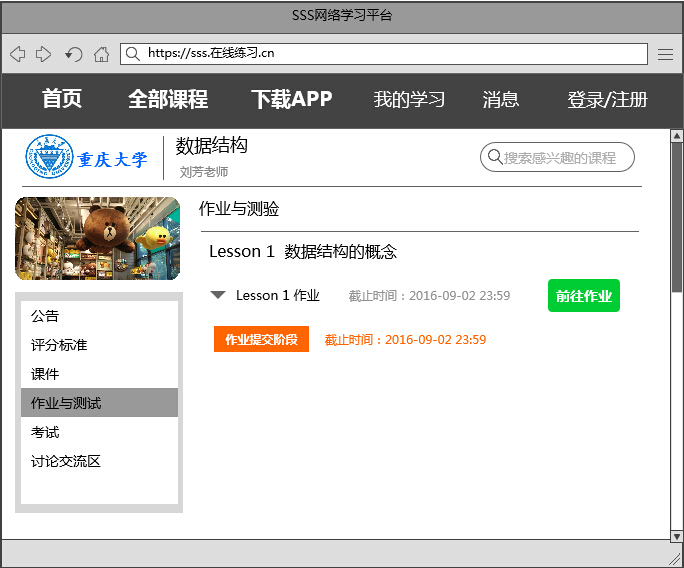 SSS网络学习平台
https://sss.在线练习.cn
首页 全部课程 下载APP 我的学习 消息 登录/注册
重庆大学
数据结构
刘芳老师
搜索感兴趣的课程
作业与测验
Lesson 1 数据结构的概念
Lesson 1 作业 截止时间：2016-09-02 23:59 前往作业
作业提交阶段 截止时间：2016-09-02 23:59
公告
评分标准
课件
作业与测试
考试
讨论交流区